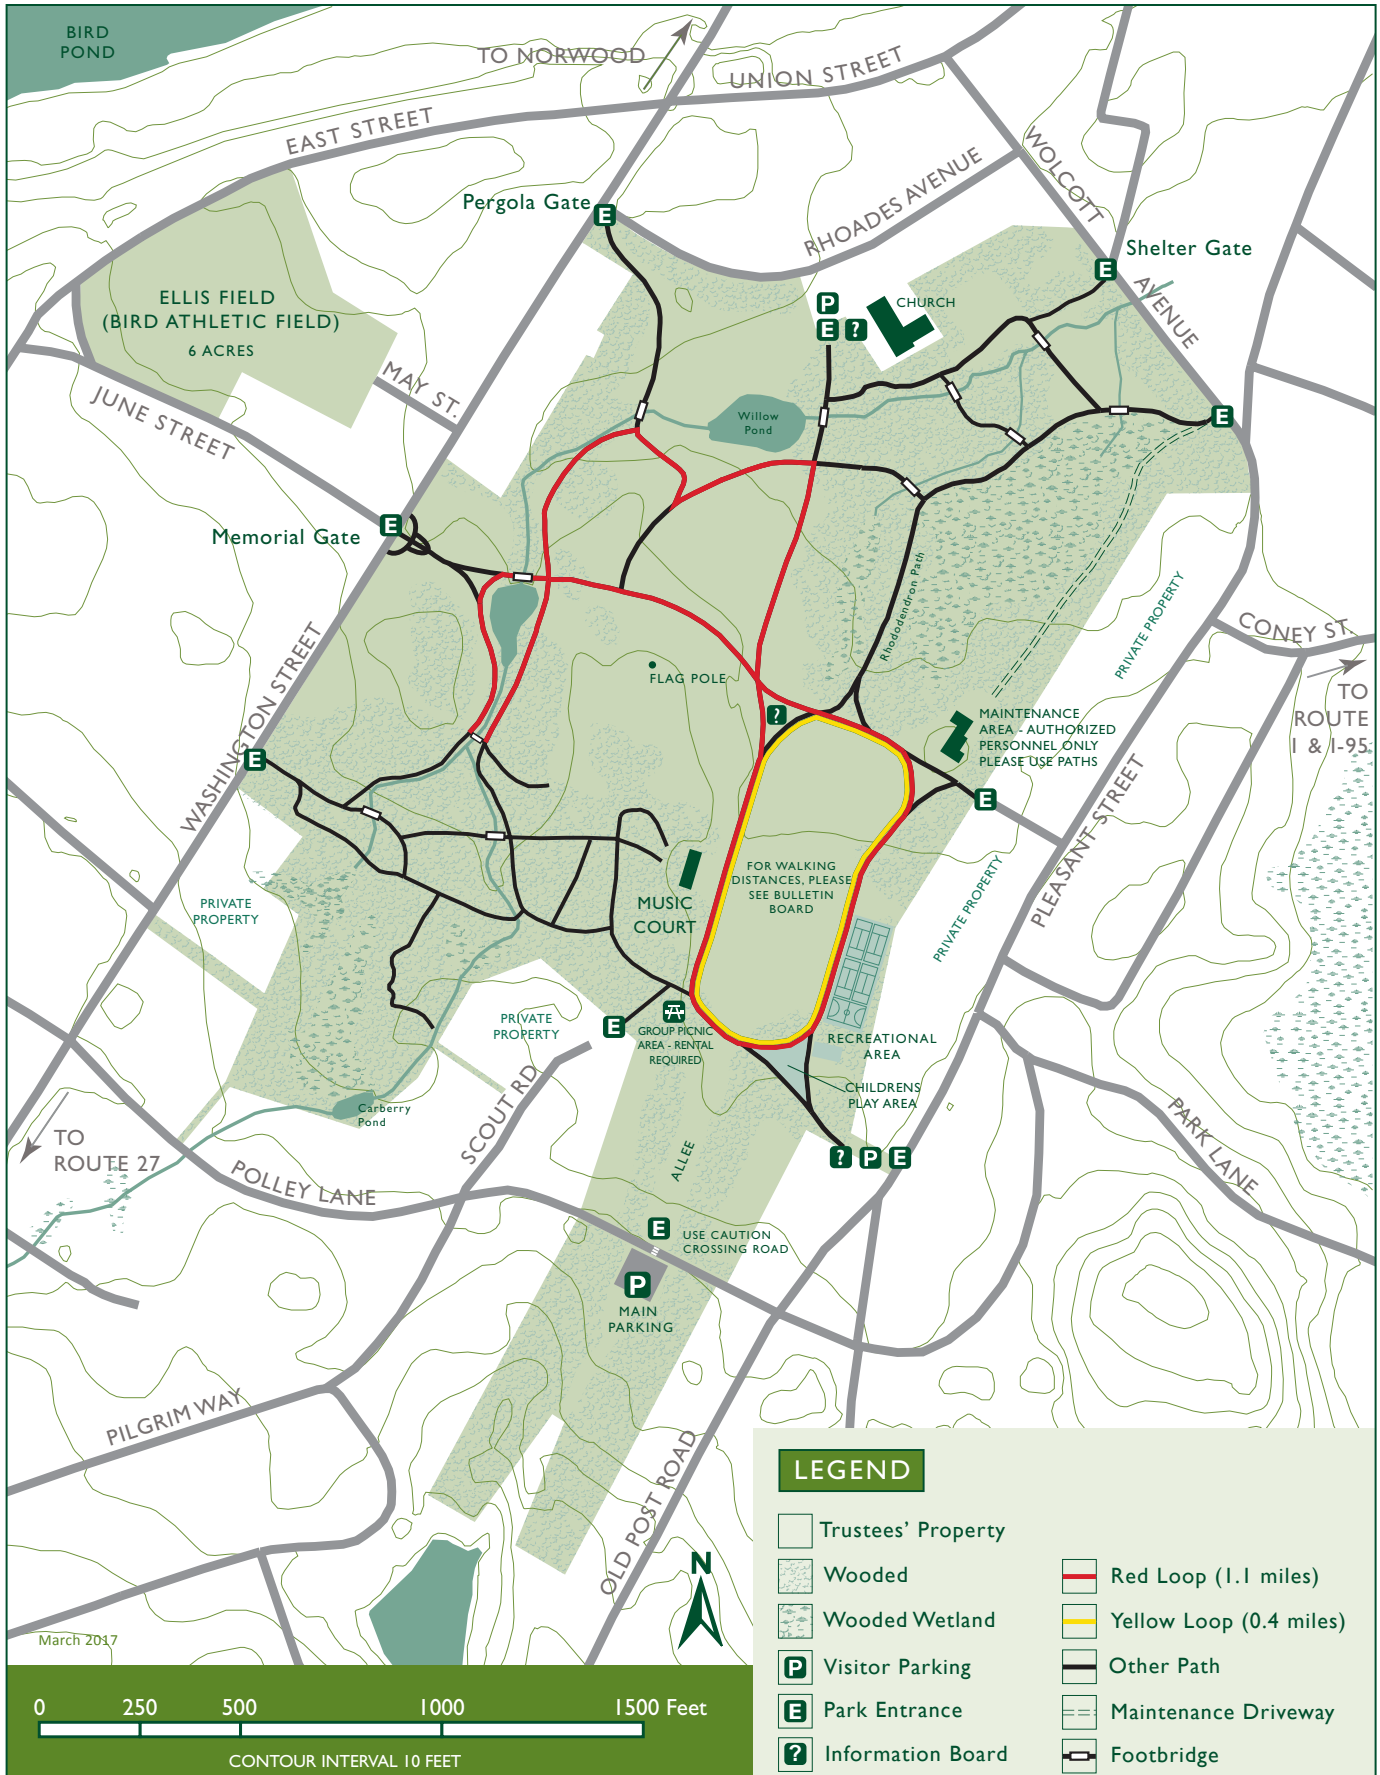 BIRD
POND
TO NORWOOD
UNION STREET
EAST STREET
WOLCOTT
AVENUE
Pergola Gate
E
RHOADES AVENUE
Shelter Gate
E
ELLIS FIELD
(BIRD ATHLETIC FIELD)
6 ACRES
P
E ?
CHURCH
MAY ST.
JUNE STREET
Willow
Pond
E
Memorial Gate
E
Rhododendron Path
PRIVATE PROPERTY
CONEY ST.
TO
ROUTE
1 & I-95
WASHINGTON STREET
FLAG POLE
?
MAINTENANCE
AREA - AUTHORIZED
PERSONNEL ONLY
PLEASE USE PATHS
E
E
PLEASANT STREET
FOR WALKING
DISTANCES, PLEASE
SEE BULLETIN
BOARD
MUSIC
COURT
PRIVATE
PROPERTY
PRIVATE PROPERTY
PRIVATE
PROPERTY
E
GROUP PICNIC
AREA - RENTAL
REQUIRED
RECREATIONAL
AREA
CHILDRENS
PLAY AREA
Carberry
Pond
SCOUT RD
PARK LANE
TO
ROUTE 27
ALLEE
? P E
POLLEY LANE
E
USE CAUTION
CROSSING ROAD
P
MAIN
PARKING
PILGRIM WAY
OLD POST ROAD
N
March 2017
0 250 500 1000 1500 Feet
CONTOUR INTERVAL 10 FEET
LEGEND
Trustees' Property
Wooded
Wooded Wetland
P Visitor Parking
E Park Entrance
? Information Board
Red Loop (1.1 miles)
Yellow Loop (0.4 miles)
Other Path
Maintenance Driveway
Footbridge